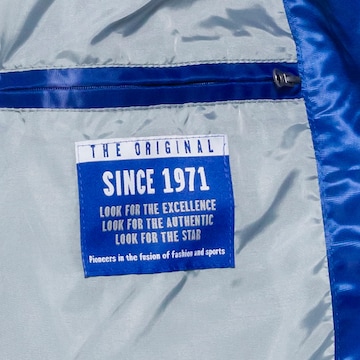 THE ORIGINAL
SINCE 1971
LOOK FOR THE EXCELLENCE
LOOK FOR THE AUTHENTIC
LOOK FOR THE STAR
Pioneers in the fusion of fashion and sports